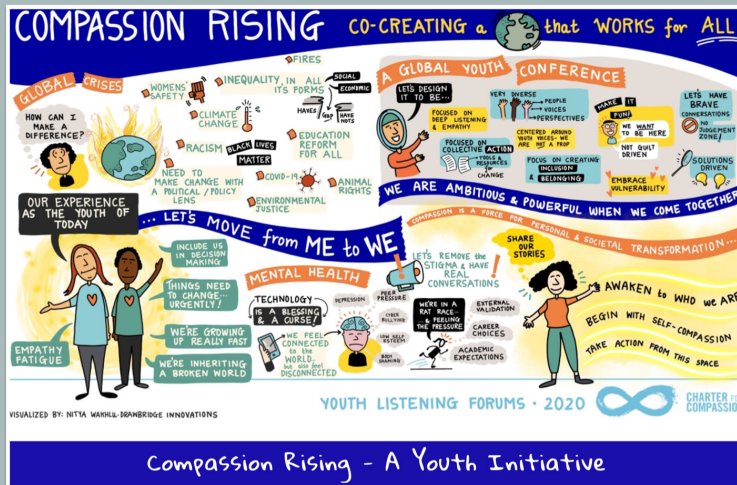 COMPASSION RISING
CO-CREATING a
that WORKS for ALL
GLOBAL CRISES
HOW CAN I
MAKE A
DIFFERENCE?
FIRES
WOMENS'
SAFETY
INEQUALITY IN ALL
IT'S FORMS
SOCIAL
ECONOMIC
HAVES
GAP
HAVE
NOTS
CLIMATE
CHANGE
RACISM
BLACK LIVES
MATTER
EDUCATION
REFORM
FOR ALL
NEED TO
MAKE CHANGE WITH
A POLITICAL / POLICY
LENS
COVID-19
ANIMAL
RIGHTS
ENVIRONMENTAL
JUSTICE
A GLOBAL YOUTH CONFERENCE
LET'S DESIGN
IT TO BE...
VERY DIVERSE
PEOPLE
VOICES
PERSPECTIVES
FOCUSED ON
DEEP LISTENING
& EMPATHY
CENTERED AROUND
YOUTH VOICES - WE
ARE NOT A PROP
FOCUSED ON
COLLECTIVE ACTION
TOOLS &
RESOURCES
for
CHANGE
FOCUS ON CREATING
INCLUSION
&
BELONGING
MAKE IT
FUN!
WE WANT
TO BE HERE
NOT GUILT
DRIVEN
EMBRACE
VULNERABILITY
LET'S HAVE
BRAVE
CONVERSATIONS
NO
JUDGEMENT
ZONE!
SOLUTIONS
DRIVEN
WE ARE AMBITIOUS & POWERFUL WHEN WE COME TOGETHER
OUR EXPERIENCE
AS THE YOUTH OF
TODAY
... LET'S MOVE from ME to WE
INCLUDE US
IN DECISION
MAKING
THINGS NEED
TO CHANGE...
URGENTLY!
WE'RE GROWING
UP REALLY FAST
WE'RE INHERITING
A BROKEN WORLD
EMPATHY
FATIGUE
MENTAL HEALTH
TECHNOLOGY
IS A BLESSING
& A CURSE!
WE FEEL
CONNECTED
to the
WORLD-
but also feel
DISCONNECTED
DEPRESSION
PEER
PRESSURE
CYBER
BULLYING
LOW SELF
ESTEEM
BODY
SHAMING
LET'S REMOVE the
STIGMA & HAVE
REAL
CONVERSATIONS
WE'RE IN A
RAT RACE--
& FEELING
THE PRESSURE
EXTERNAL
VALIDATION
CAREER
CHOICES
ACADEMIC
EXPECTATIONS
COMPASSION IS A FORCE FOR PERSONAL & SOCIETAL TRANSFORMATION...
SHARE
OUR
STORIES
AWAKEN to WHO WE ARE
BEGIN WITH SELF-COMPASSION
TAKE ACTION FROM THIS SPACE
VISUALIZED BY: NITYA WAKHLU-DRAWBRIDGE INNOVATIONS
YOUTH LISTENING FORUMS • 2020
CHARTER FO
COMPASSIO
Compassion Rising - A Youth Initiative